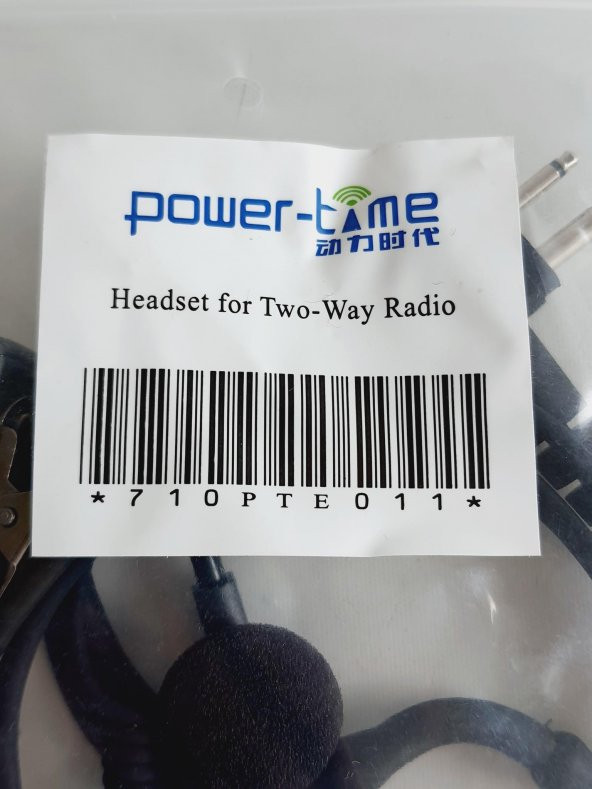 power-time
动力时代
Headset for Two-Way Radio
*710PTE011*